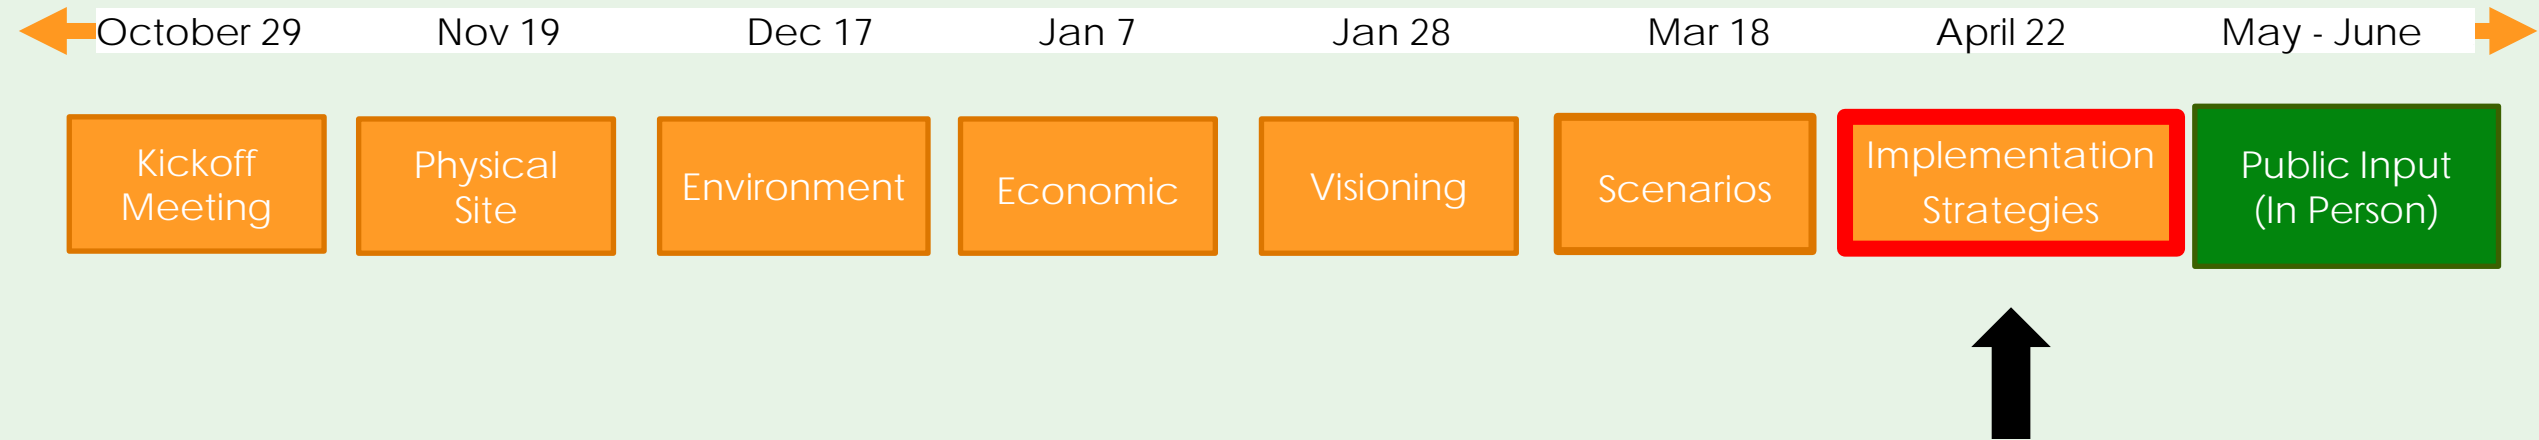 October 29 Nov 19 Dec 17 Jan 7 Jan 28 Mar 18 April 22 May - June
Kickoff
Meeting
Physical
Site
Environment
Economic
Visioning
Scenarios
Implementation
Strategies
Public Input
(In Person)